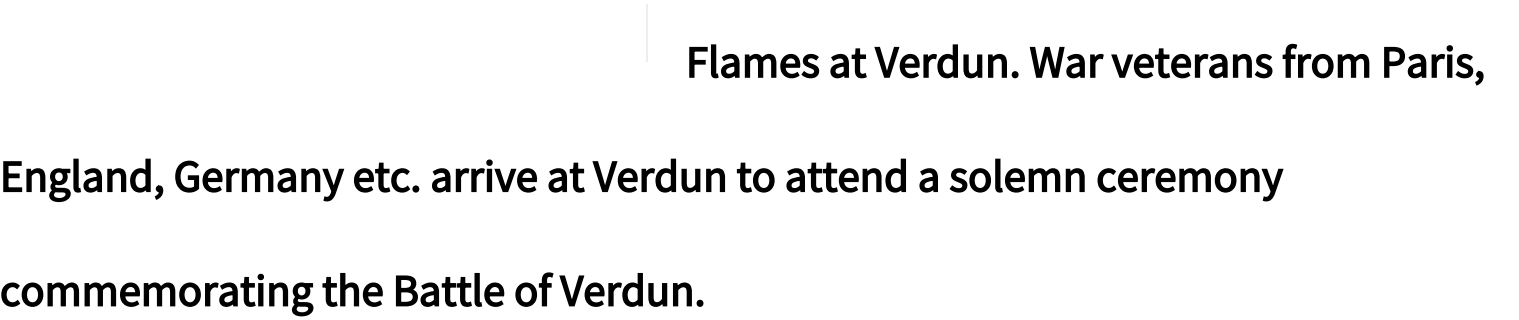 Flames at Verdun. War veterans from Paris,
England, Germany etc. arrive at Verdun to attend a solemn ceremony
commemorating the Battle of Verdun.